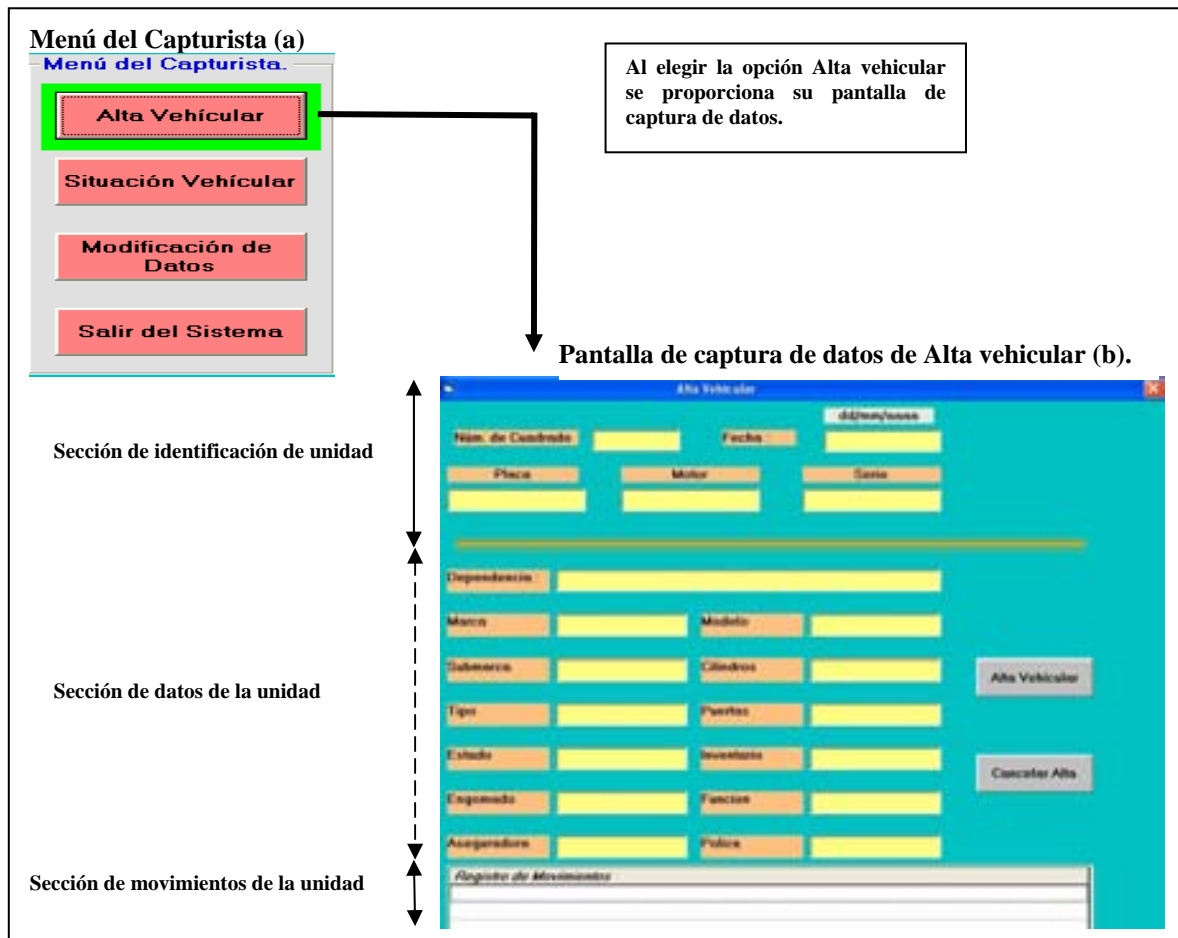 Menú del Capturista (a)
Menú del Capturista.
Alta Vehícular
Situación Vehícular
Modificación de
Datos
Salir del Sistema
Al elegir la opción Alta vehicular
se proporciona su pantalla de
captura de datos.
Pantalla de captura de datos de Alta vehicular (b).
Sección de identificación de unidad
Sección de datos de la unidad
Sección de movimientos de la unidad
Alta Vehicular
dd/mm/aaaa
Núm. de Cuadrado
Fecha
Placa Motor Serie
Dependencia
Marca Modelo
Submarca Cilindros
Tipo Puertas
Estado Inventario
Engomado Funcion
Aseguradora Poliza
Alta Vehicular
Cancelar Alta
Registro de Movimientos